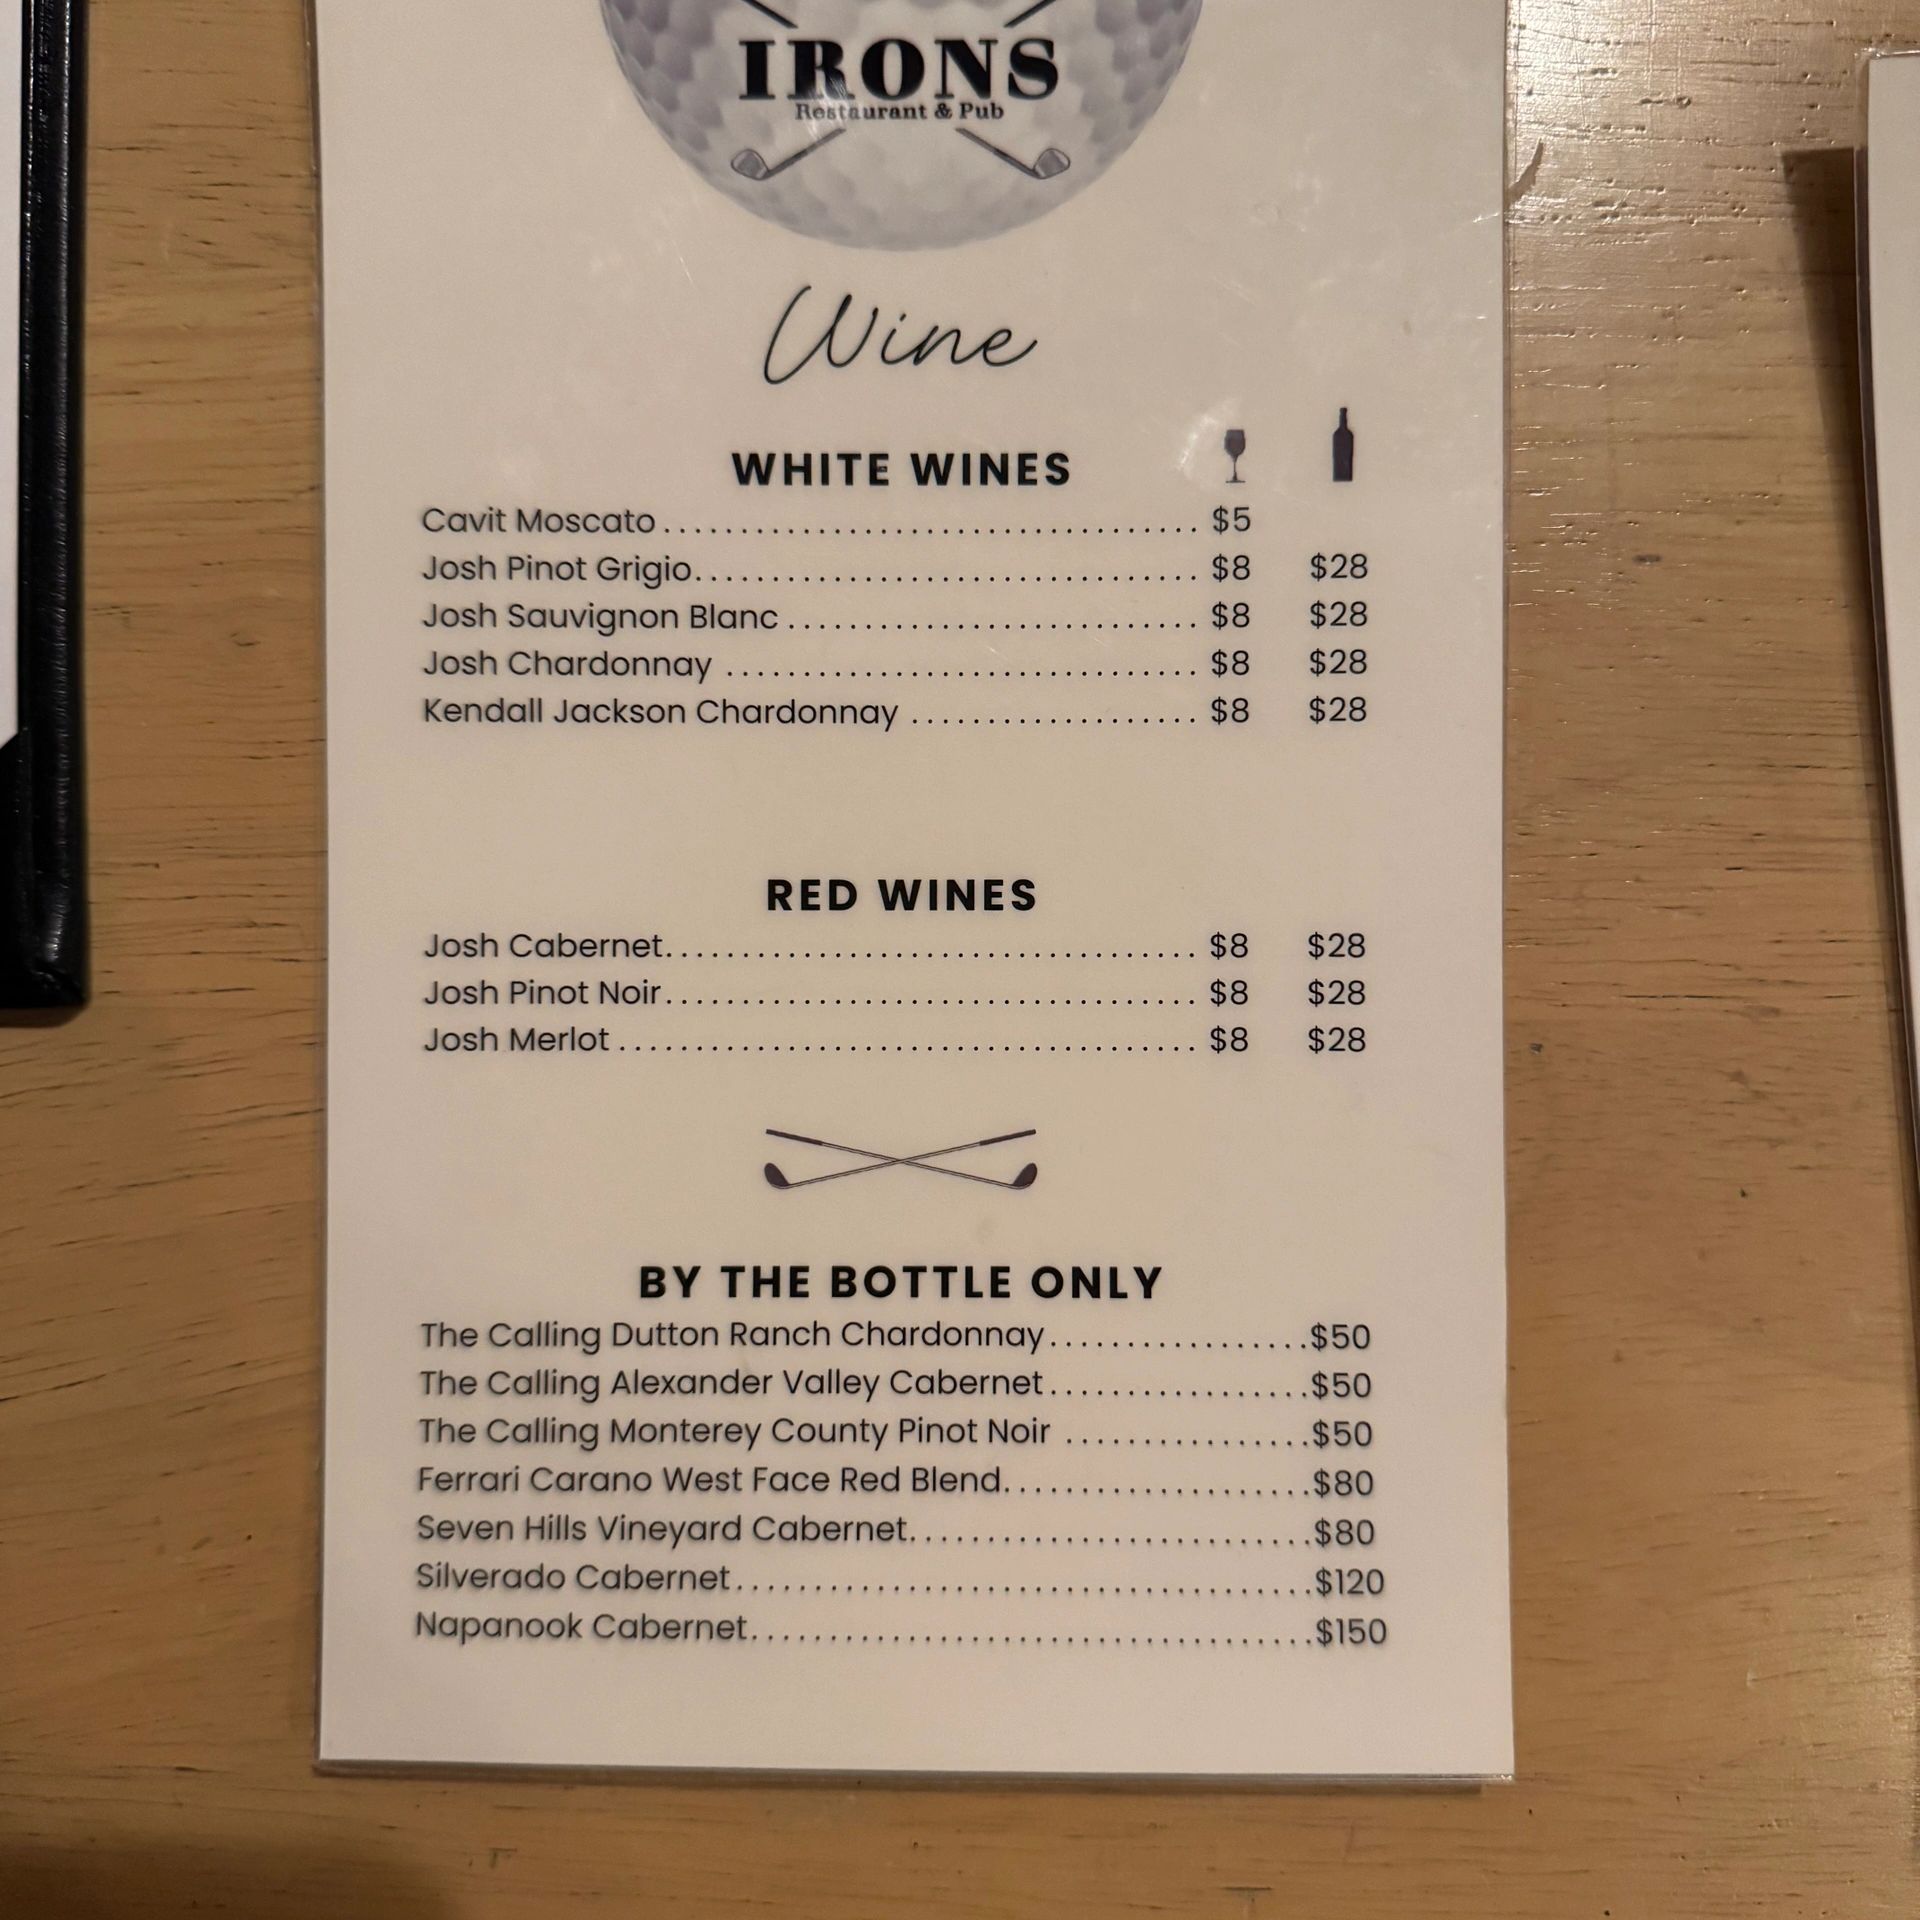 IRONS
Restaurant & Pub
Wine
WHITE WINES
Cavit Moscato.................................... $5
Josh Pinot Grigio................................. $8 $28
Josh Sauvignon Blanc ........................... $8 $28
Josh Chardonnay ............................... $8 $28
Kendall Jackson Chardonnay ................... $8 $28
RED WINES
Josh Cabernet................................... $8 $28
Josh Pinot Noir................................... $8 $28
Josh Merlot ...................................... $8 $28
BY THE BOTTLE ONLY
The Calling Dutton Ranch Chardonnay.................$50
The Calling Alexander Valley Cabernet.................$50
The Calling Monterey County Pinot Noir ................$50
Ferrari Carano West Face Red Blend....................$80
Seven Hills Vineyard Cabernet..........................$80
Silverado Cabernet......................................$120
Napanook Cabernet.....................................$150